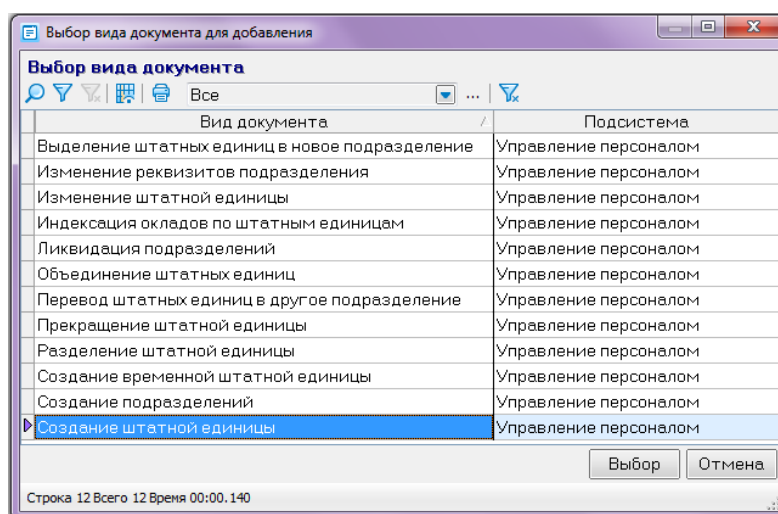 Выбор вида документа для добавления
Выбор вида документа
Все ...
Вид документа Подсистема
Выделение штатных единиц в новое подразделение Управление персоналом
Изменение реквизитов подразделения Управление персоналом
Изменение штатной единицы Управление персоналом
Индексация окладов по штатным единицам Управление персоналом
Ликвидация подразделений Управление персоналом
Объединение штатных единиц Управление персоналом
Перевод штатных единиц в другое подразделение Управление персоналом
Прекращение штатной единицы Управление персоналом
Разделение штатной единицы Управление персоналом
Создание временной штатной единицы Управление персоналом
Создание подразделений Управление персоналом
Создание штатной единицы Управление персоналом
Выбор Отмена
Строка 12 Всего 12 Время 00:00.140